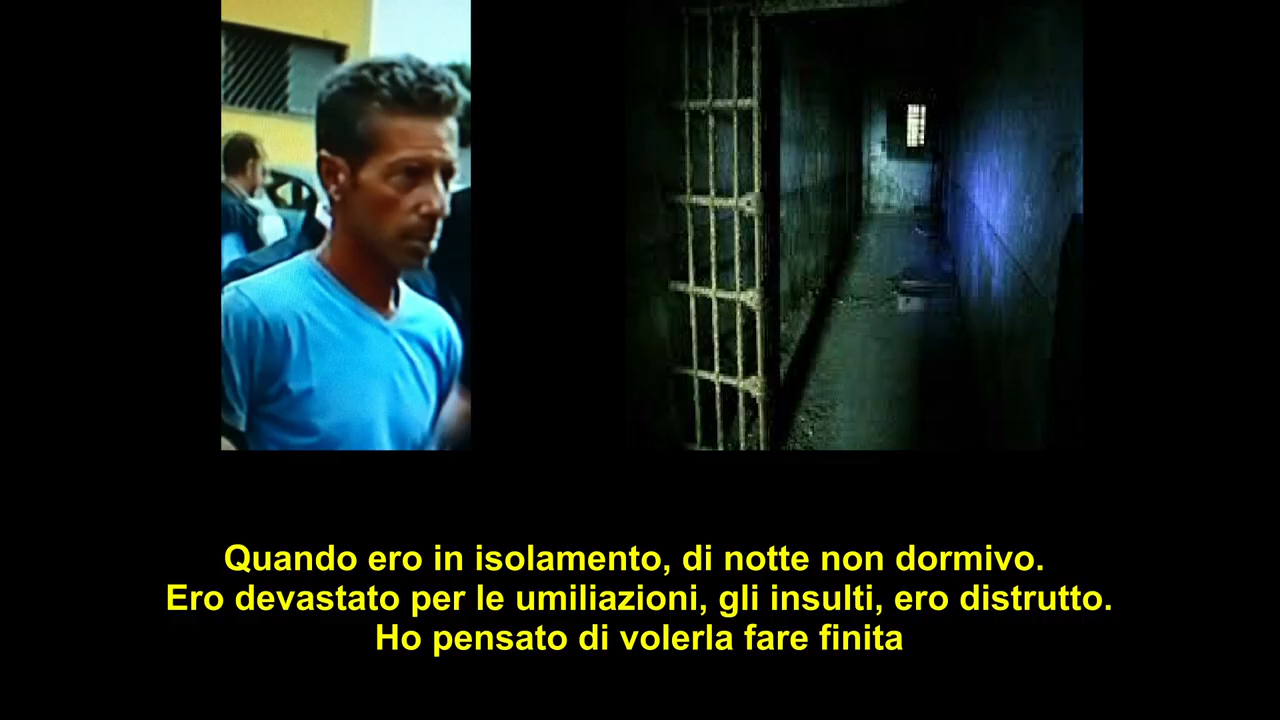 Quando ero in isolamento, di notte non dormivo.
Ero devastato per le umiliazioni, gli insulti, ero distrutto.
Ho pensato di volerla fare finita